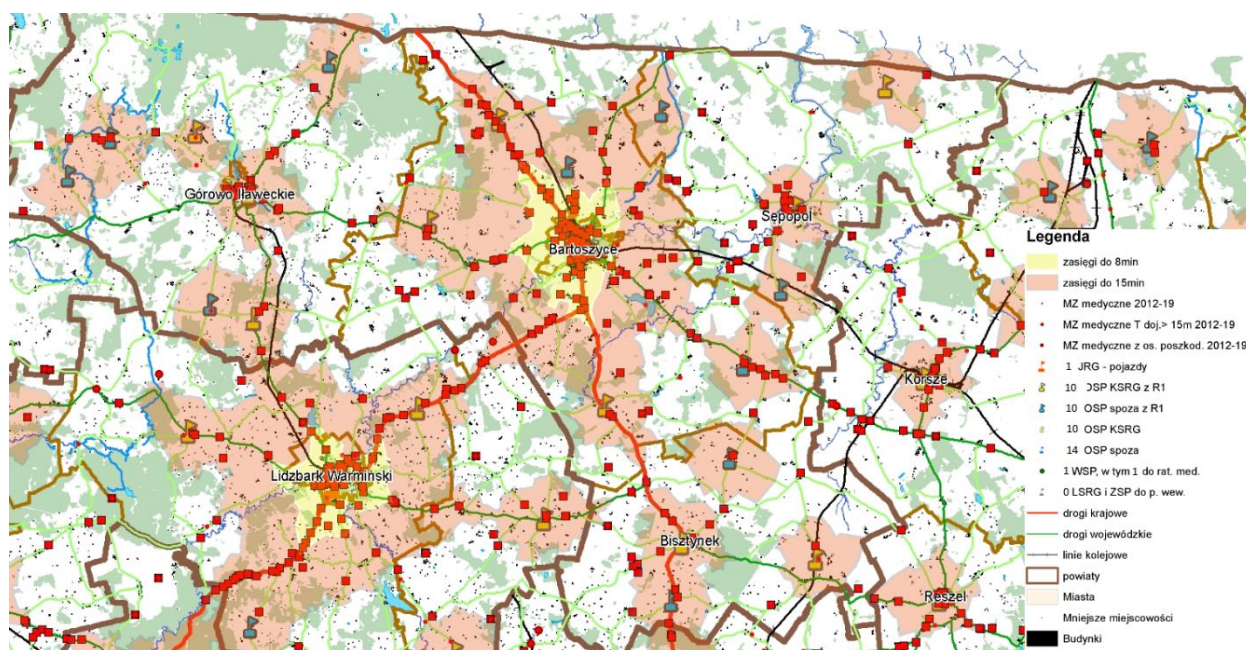 Górowo Iławeckie
Sępopol
Bartoszyce
Korsze
Lidzbark Warmiński
Bisztynek
Reszel
Legenda
zasięgi do 8min
zasięgi do 15min
MZ medyczne 2012-19
MZ medyczne T doj.> 15m 2012-19
MZ medyczne z os. poszkod. 2012-19
1 JRG - pojazdy
10 OSP KSRG z R1
10 OSP spoza z R1
10 OSP KSRG
14 OSP spoza
1 WSP, w tym 1 do rat. med.
0 LSRG i ZSP do p. wew.
drogi krajowe
drogi wojewódzkie
linie kolejowe
powiaty
Miasta
Mniejsze miejscowości
Budynki